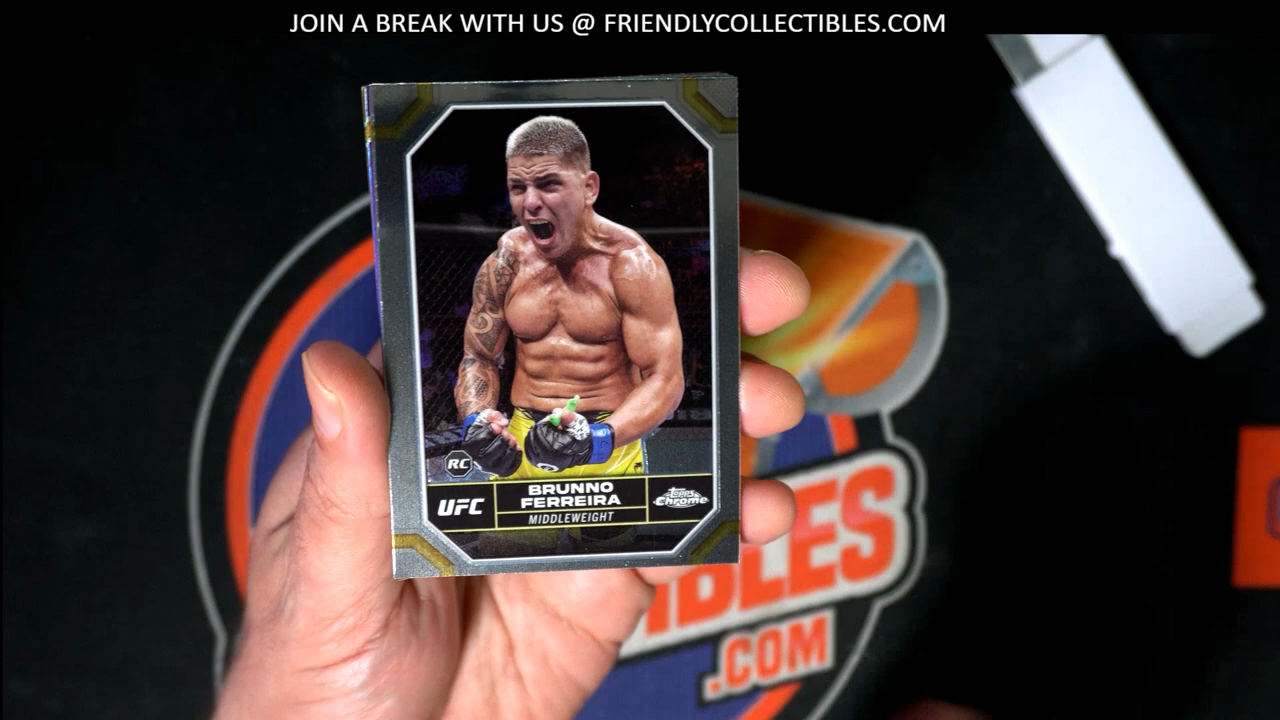 JOIN A BREAK WITH US @ FRIENDLYCOLLECTIBLES.COM
RC
UFC
BRUNNO
FERREIRA
MIDDLEWEIGHT
Topps
Chrome
IBLES
.COM